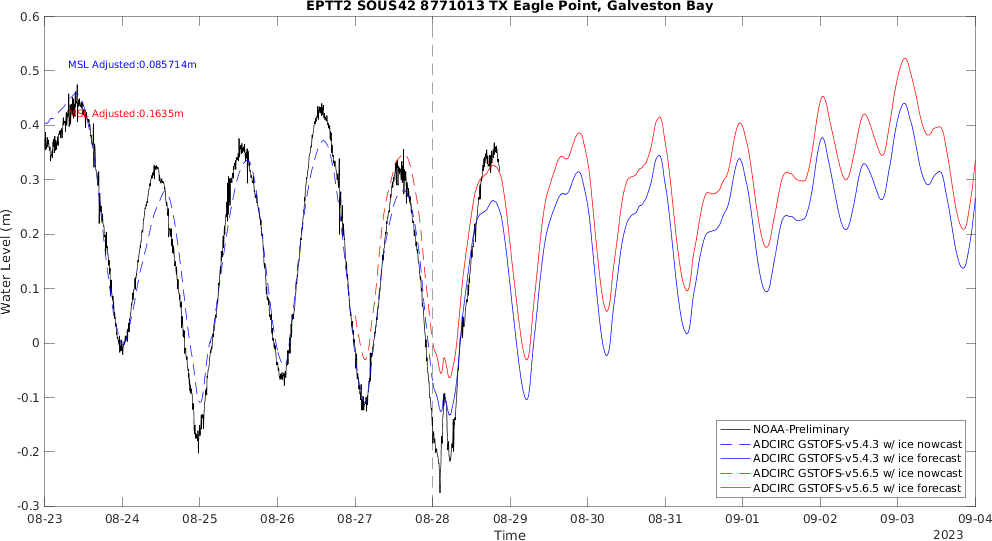 EPTT2 SOUS42 8771013 TX Eagle Point, Galveston Bay
0.6
0.5
0.4
0.3
0.2
0.1
0
-0.1
-0.2
-0.3
Water Level (m)
MSL Adjusted:0.085714m
MSL Adjusted:0.1635m
NOAA-Preliminary
ADCIRC GSTOFS-v5.4.3 w/ ice nowcast
ADCIRC GSTOFS-v5.4.3 w/ ice forecast
ADCIRC GSTOFS-v5.6.5 w/ ice nowcast
ADCIRC GSTOFS-v5.6.5 w/ ice forecast
08-23 08-24 08-25 08-26 08-27 08-28 08-29 08-30 08-31 09-01 09-02 09-03 09-04
Time
2023